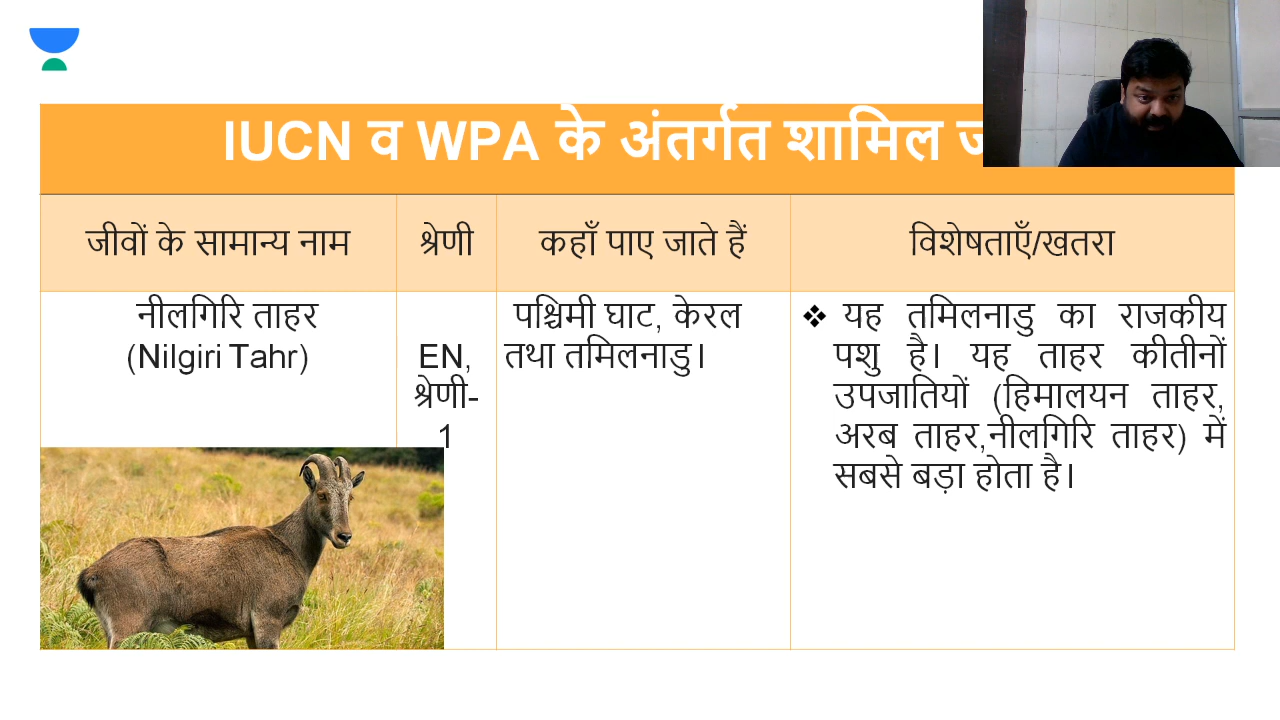 IUCN व WPA के अंतर्गत शामिल
जीवों के सामान्य नाम
श्रेणी
कहाँ पाए जाते हैं
विशेषताएँ/खतरा
नीलगिरि ताहर
(Nilgiri Tahr)
EN,
श्रेणी-
1
पश्चिमी घाट, केरल
तथा तमिलनाडु।
❖ यह तमिलनाडु का राजकीय
पशु है। यह ताहर कीतीनों
उपजातियों (हिमालयन ताहर,
अरब ताहर,नीलगिरि ताहर) में
सबसे बड़ा होता है।